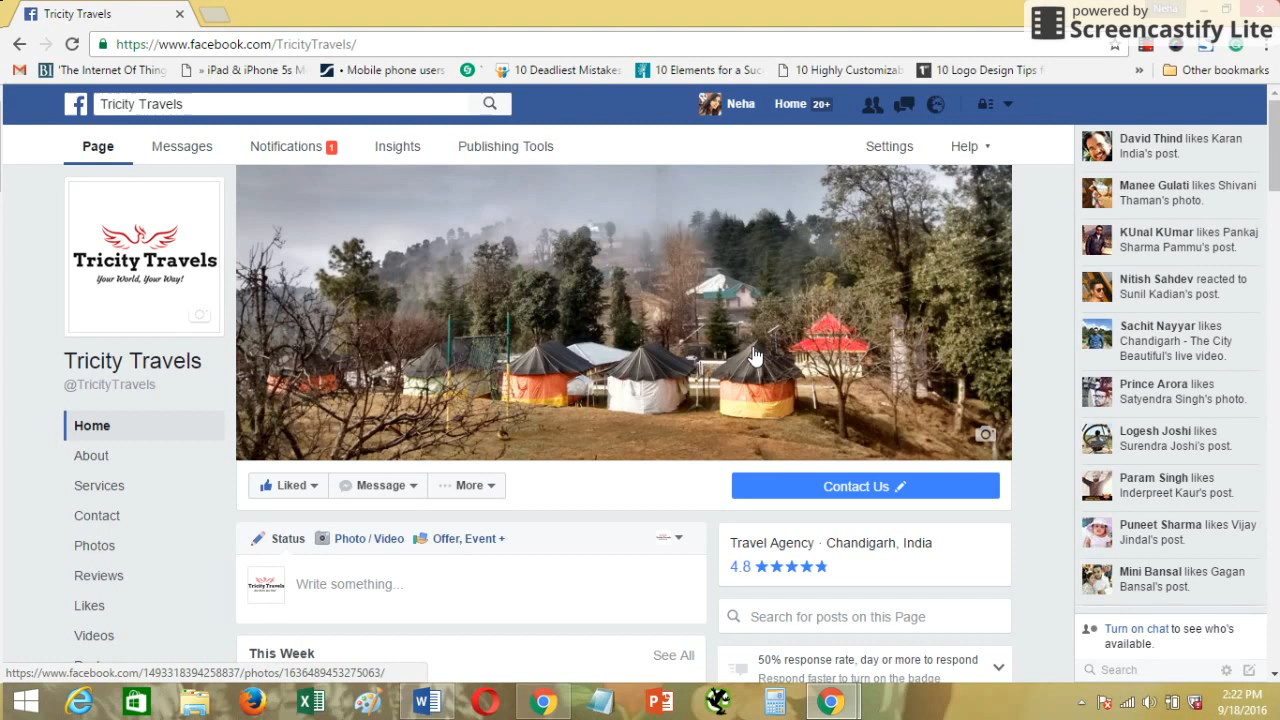 Tricity Travels
powered by
Screencastify Lite
https://www.facebook.com/TricityTravels/
'The Internet Of Thing
» iPad & iPhone 5s M
• Mobile phone users
10 Deadliest Mistakes
10 Elements for a Suc
10 Highly Customizab
10 Logo Design Tips f
»
Other bookmarks
Tricity Travels
Neha
Home 20+
Page
Messages
Notifications 1
Insights
Publishing Tools
Settings
Help
Tricity Travels
Your World, Your Way!
Tricity Travels
@TricityTravels
Home
About
Services
Contact
Photos
Reviews
Likes
Videos
Liked
Message
··· More
Contact Us
Status
Photo / Video
Offer, Event +
Tricity Travels
Write something...
This Week
See All
Travel Agency · Chandigarh, India
4.8 ★★★★★
Search for posts on this Page
50% response rate, day or more to respond
Respond faster to turn on the badge
David Thind likes Karan
India's post.
Manee Gulati likes Shivani
Thaman's photo.
KUnal KUmar likes Pankaj
Sharma Pammu's post.
Nitish Sahdev reacted to
Sunil Kadian's post.
Sachit Nayyar likes
Chandigarh - The City
Beautiful's live video.
Prince Arora likes
Satyendra Singh's photo.
Logesh Joshi likes
Surendra Joshi's post.
Param Singh likes
Inderpreet Kaur's post.
Puneet Sharma likes Vijay
Jindal's post.
Mini Bansal likes Gagan
Bansal's post.
Turn on chat to see who's
available.
Search
https://www.facebook.com/1493318394258837/photos/1636489453275063/
2:22 PM
9/18/2016